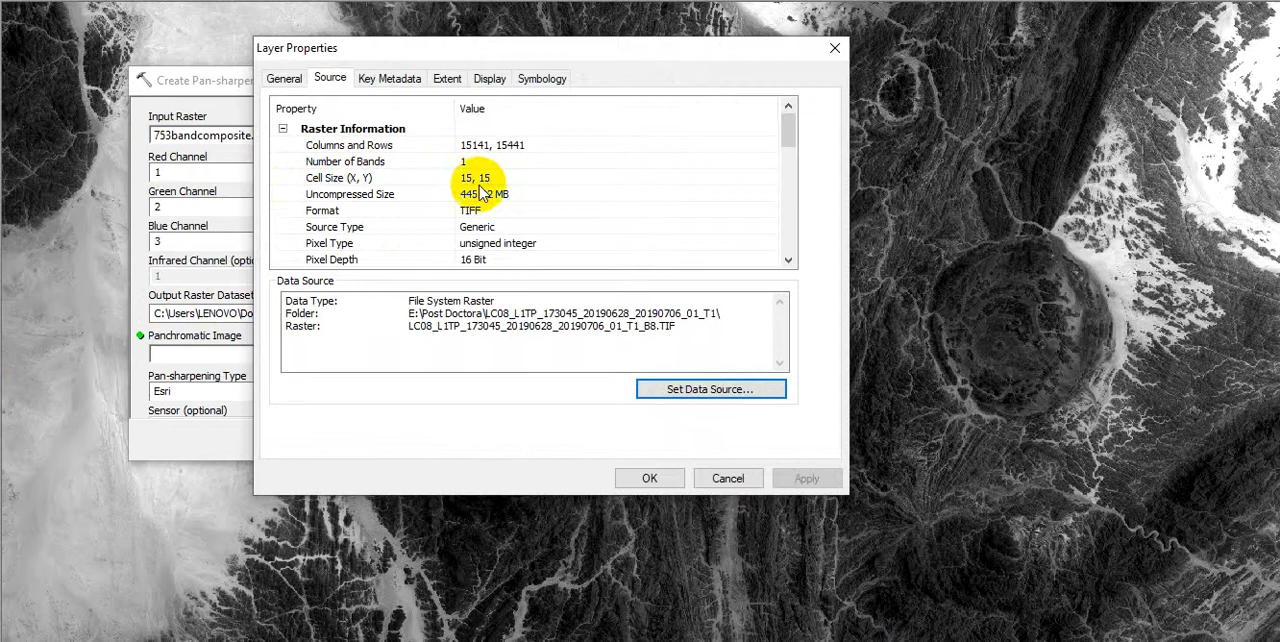 Layer Properties
Create Pan-sharpe
General Source Key Metadata Extent Display Symbology
Property Value
Raster Information
Columns and Rows 15141, 15441
Number of Bands 1
Cell Size (X, Y) 15, 15
Uncompressed Size MB
Format TIFF
Source Type Generic
Pixel Type unsigned integer
Pixel Depth 16 Bit
Data Source
Data Type: File System Raster
Folder: E:\Post Doctora\LC08_L1TP_173045_20190628_20190706_01_T1\
Raster: LC08_L1TP_173045_20190628_20190706_01_T1_B8.TIF
Set Data Source...
OK Cancel Apply
Input Raster
753bandcomposite.
Red Channel
1
Green Channel
2
Blue Channel
3
Infrared Channel (optic
1
Output Raster Dataset
C:\Users\LENOVO\Do
Panchromatic Image
Pan-sharpening Type
Esri
Sensor (optional)